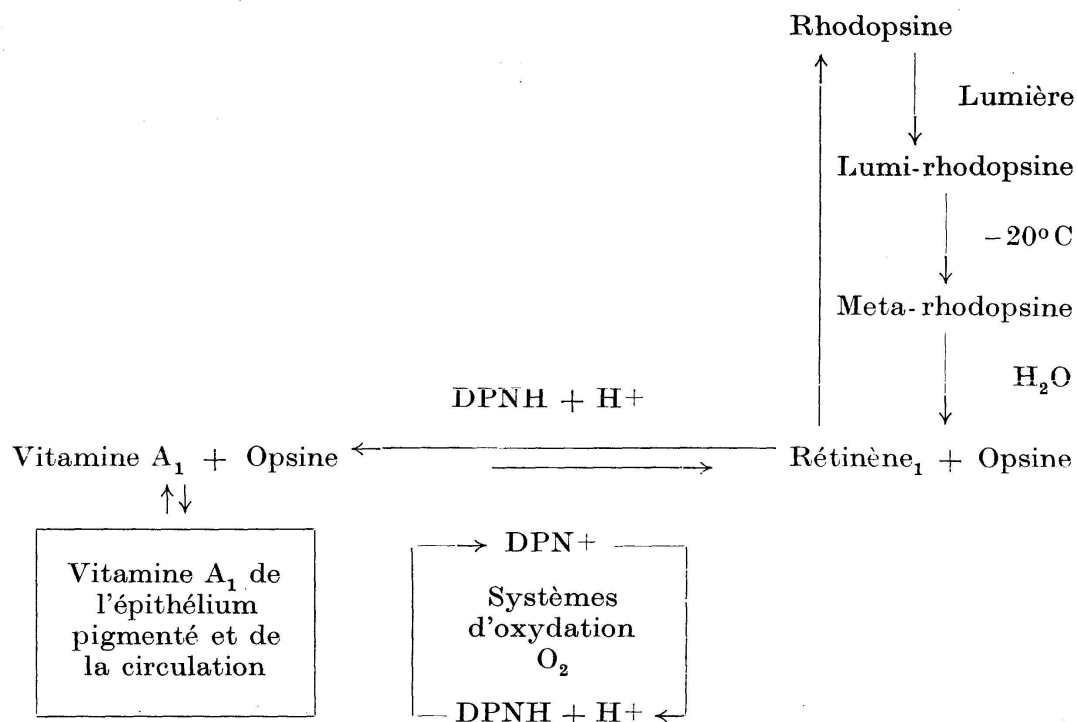 Rhodopsine
Lumière
Lumi-rhodopsine
−20º C
Meta-rhodopsine
H₂O
DPNH + H+
Vitamine A₁ + Opsine
Rétinène₁ + Opsine
Vitamine A₁ de
l'épithélium
pigmenté et de
la circulation
DPN+
Systèmes
d'oxydation
O₂
DPNH + H+